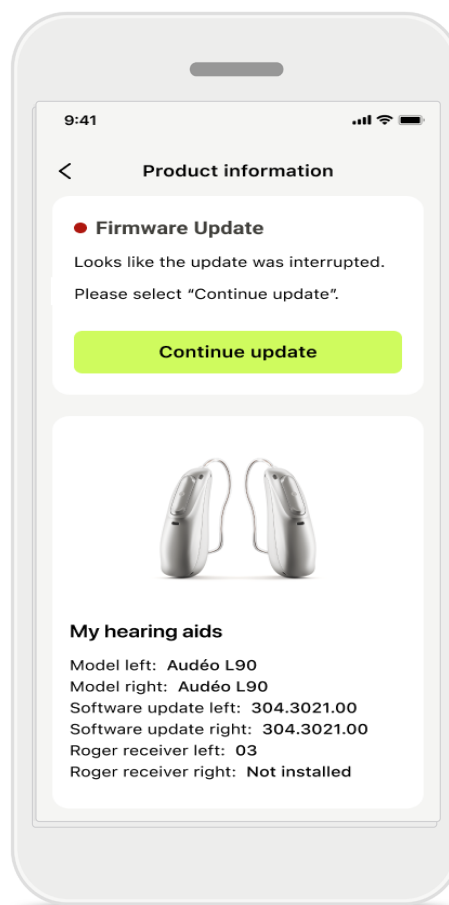 9:41
Product information
Firmware Update
Looks like the update was interrupted.
Please select “Continue update”.
Continue update
My hearing aids
Model left: Audéo L90
Model right: Audéo L90
Software update left: 304.3021.00
Software update right: 304.3021.00
Roger receiver left: 03
Roger receiver right: Not installed